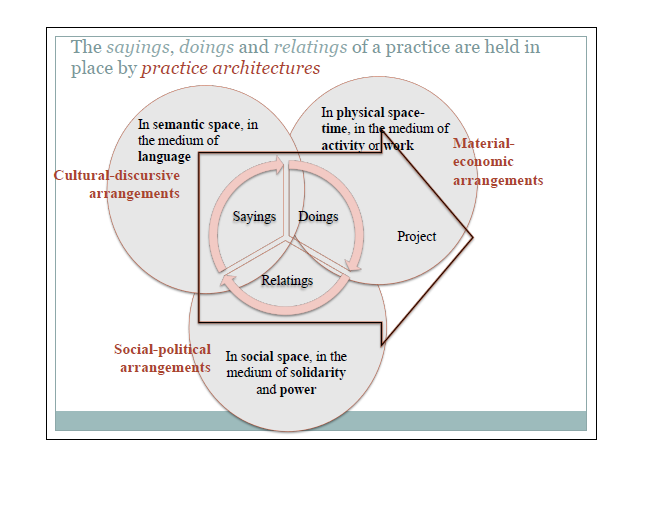 The sayings, doings and relatings of a practice are held in
place by practice architectures
In semantic space, in
the medium of
language
In physical space-
time, in the medium of
activity or work
Material-
economic
arrangements
Cultural-discursive
arrangements
Sayings
Doings
Project
Relatings
Social-political
arrangements
In social space, in the
medium of solidarity
and power